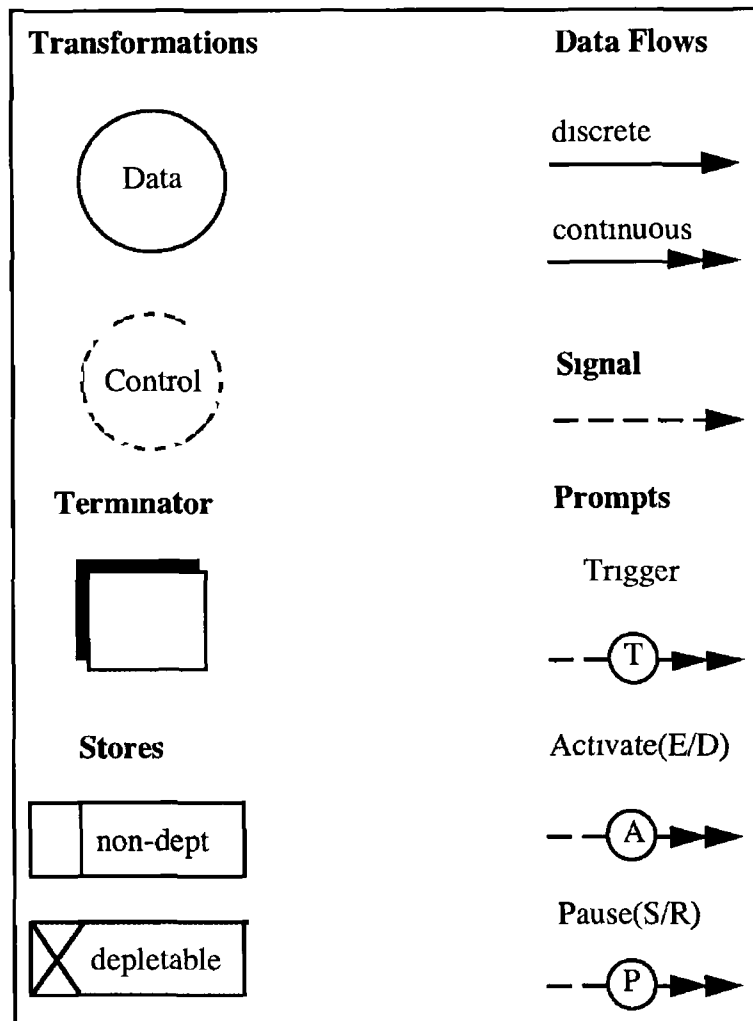 Transformations
Data
Control
Terminator
Stores
non-dept
depletable
Data Flows
discrete
continuous
Signal
Prompts
Trigger
T
Activate(E/D)
A
Pause(S/R)
P